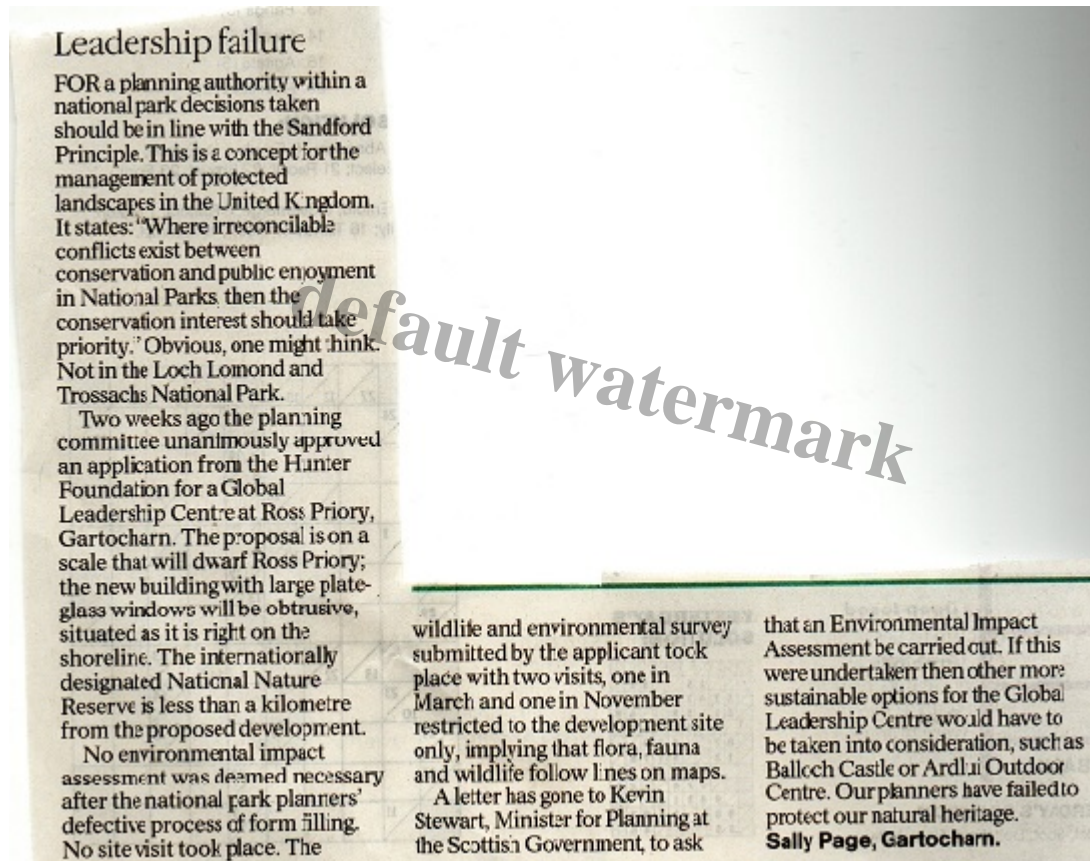 Leadership failure
FOR a planning authority within a
national park decisions taken
should be in line with the Sandford
Principle. This is a concept for the
management of protected
landscapes in the United Kingdom.
It states: "Where irreconcilable
conflicts exist between
conservation and public enjoyment
in National Parks, then the
conservation interest should take
priority." Obvious, one might think.
Not in the Loch Lomond and
Trossachs National Park.
Two weeks ago the planning
committee unanimously approved
an application from the Hunter
Foundation for a Global
Leadership Centre at Ross Priory,
Gartocharn. The proposal is on a
scale that will dwarf Ross Priory;
the new building with large plate-
glass windows will be obtrusive,
situated as it is right on the
shoreline. The internationally
designated National Nature
Reserve is less than a kilometre
from the proposed development.
No environmental impact
assessment was deemed necessary
after the national park planners'
defective process of form filling.
No site visit took place. The
wildlife and environmental survey
submitted by the applicant took
place with two visits, one in
March and one in November
restricted to the development site
only, implying that flora, fauna
and wildlife follow lines on maps.
A letter has gone to Kevin
Stewart, Minister for Planning at
the Scottish Government, to ask
that an Environmental Impact
Assessment be carried out. If this
were undertaken then other more
sustainable options for the Global
Leadership Centre would have to
be taken into consideration, such as
Balloch Castle or Ardlui Outdoor
Centre. Our planners have failed to
protect our natural heritage.
Sally Page, Gartocharn.
default watermark